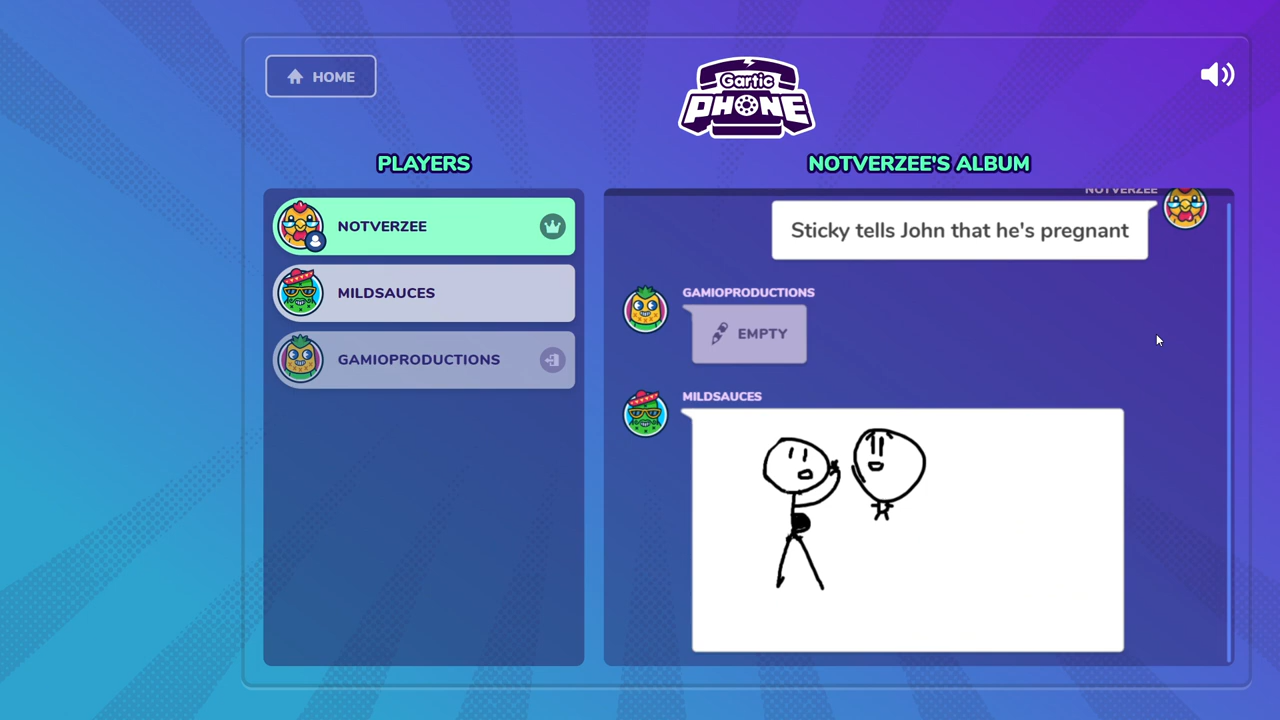 HOME
Gartic
PHONE
PLAYERS
NOTVERZEE'S ALBUM
NOTVERZEE
MILDSAUCES
GAMIOPRODUCTIONS
NOTVERZEE
Sticky tells John that he's pregnant
GAMIOPRODUCTIONS
EMPTY
MILDSAUCES